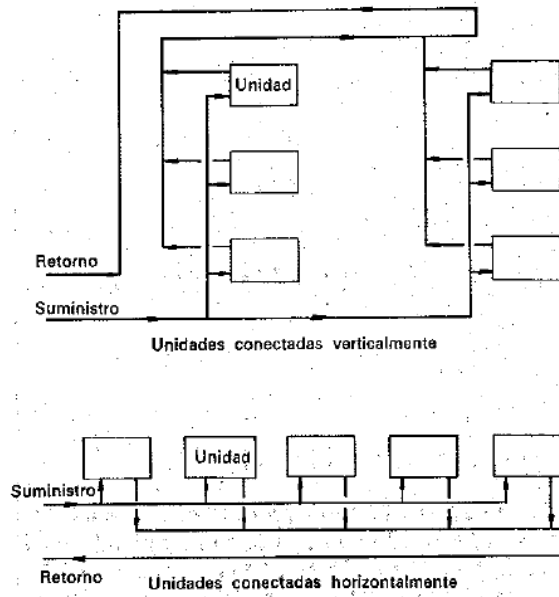 Unidad
Retorno
Suministro
Unidades conectadas verticalmente
Unidad
Suministro
Retorno
Unidades conectadas horizontalmente